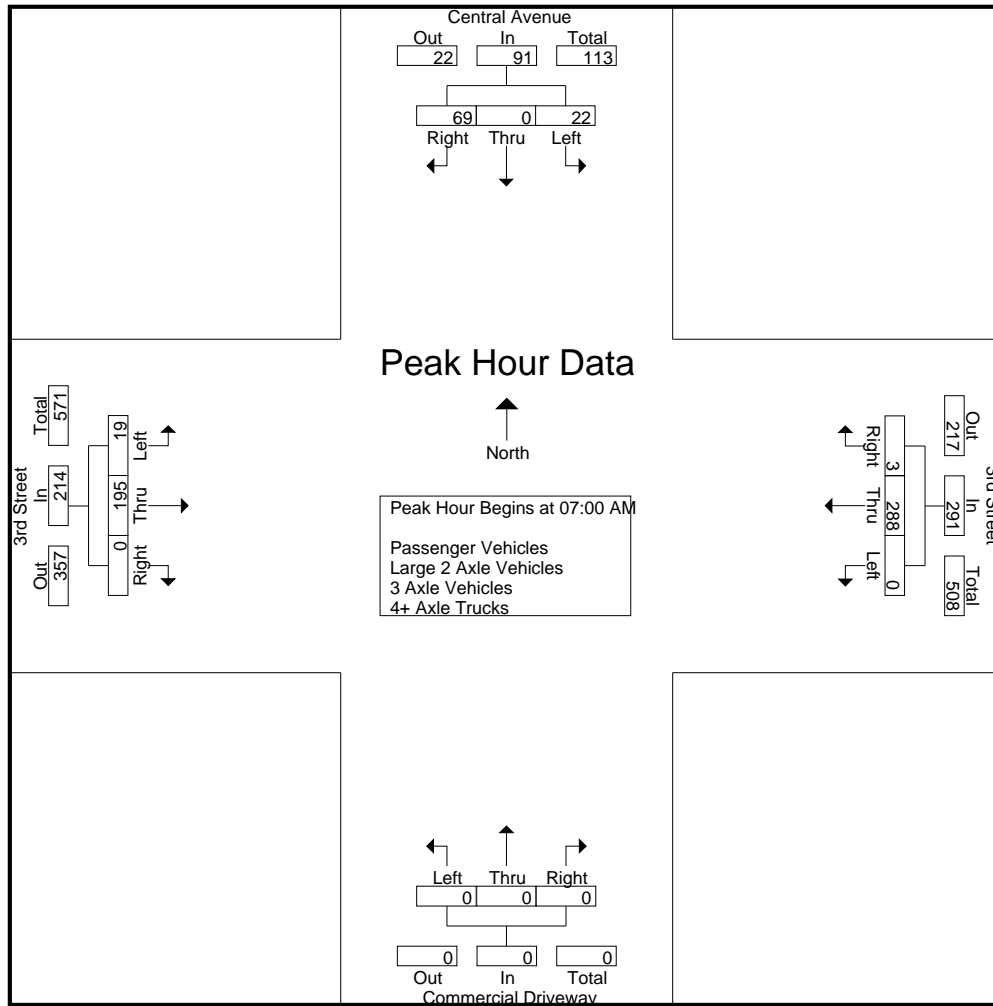 Central Avenue
Out In Total
22 91 113
69 0 22
Right Thru Left
Peak Hour Data
North
Peak Hour Begins at 07:00 AM
Passenger Vehicles
Large 2 Axle Vehicles
3 Axle Vehicles
4+ Axle Trucks
3rd Street
Out In Total
357 214 571
0 195 19
Right Thru Left
3rd Street
Out In Total
217 291 508
3 288 0
Right Thru Left
Left Thru Right
0 0 0
0 0 0
Out In Total
Commercial Driveway